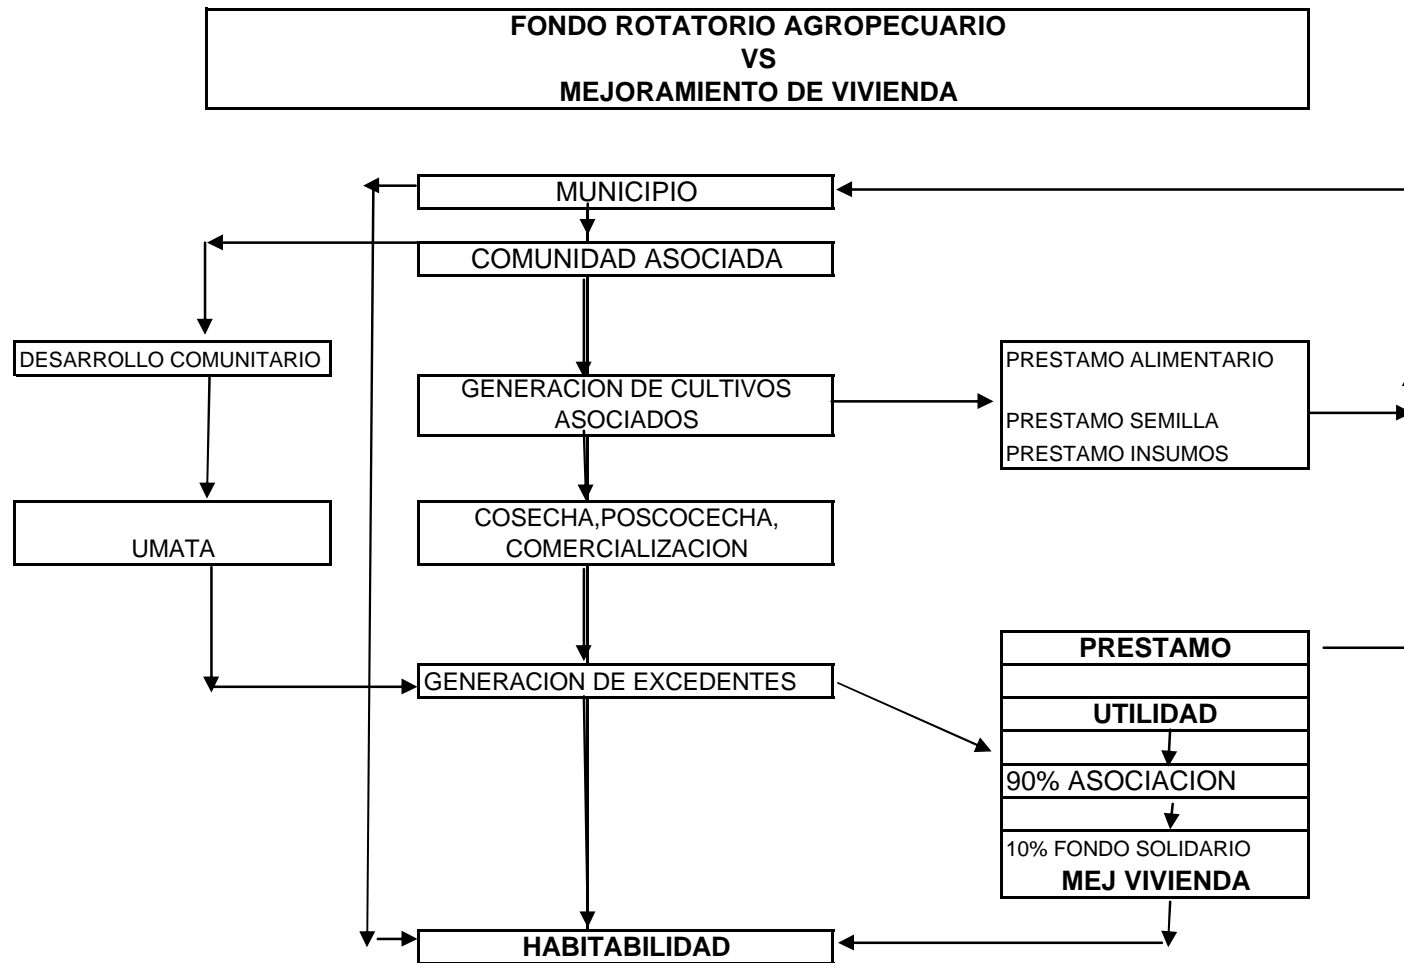 FONDO ROTATORIO AGROPECUARIO
VS
MEJORAMIENTO DE VIVIENDA
MUNICIPIO
COMUNIDAD ASOCIADA
DESARROLLO COMUNITARIO
GENERACION DE CULTIVOS
ASOCIADOS
PRESTAMO ALIMENTARIO
PRESTAMO SEMILLA
PRESTAMO INSUMOS
UMATA
COSECHA,POSCOCECHA,
COMERCIALIZACION
GENERACION DE EXCEDENTES
PRESTAMO
UTILIDAD
90% ASOCIACION
10% FONDO SOLIDARIO
MEJ VIVIENDA
HABITABILIDAD